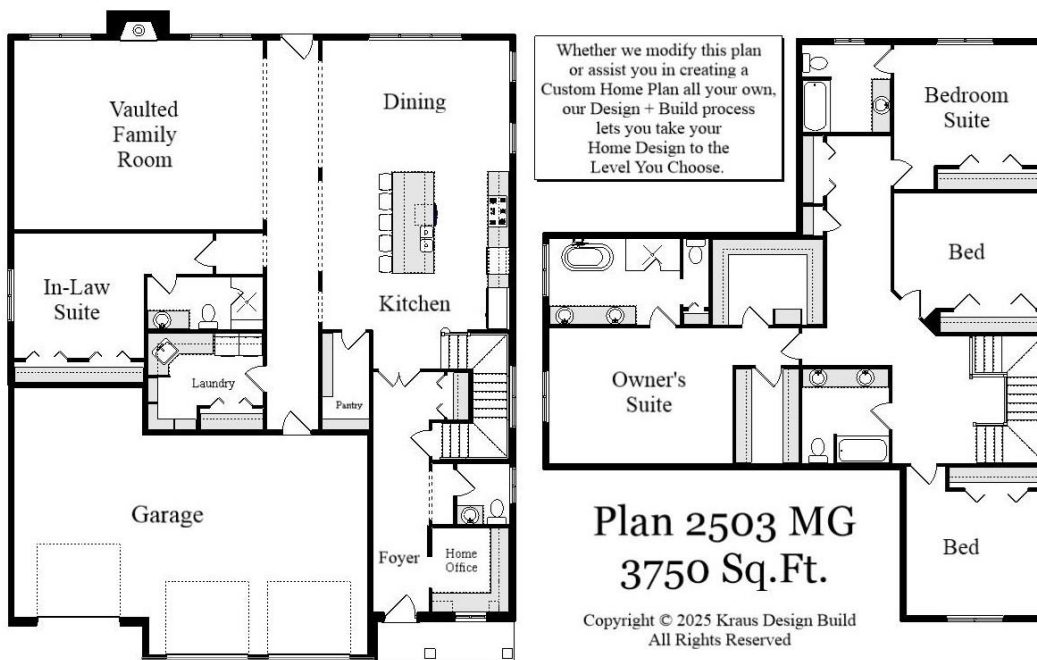 Vaulted
Family
Room
Dining
In-Law
Suite
Kitchen
Laundry
Pantry
Garage
Foyer
Home
Office
Whether we modify this plan
or assist you in creating a
Custom Home Plan all your own,
our Design + Build process
lets you take your
Home Design to the
Level You Choose.
Bedroom
Suite
Bed
Owner's
Suite
Bed
Plan 2503 MG
3750 Sq.Ft.
Copyright © 2025 Kraus Design Build
All Rights Reserved